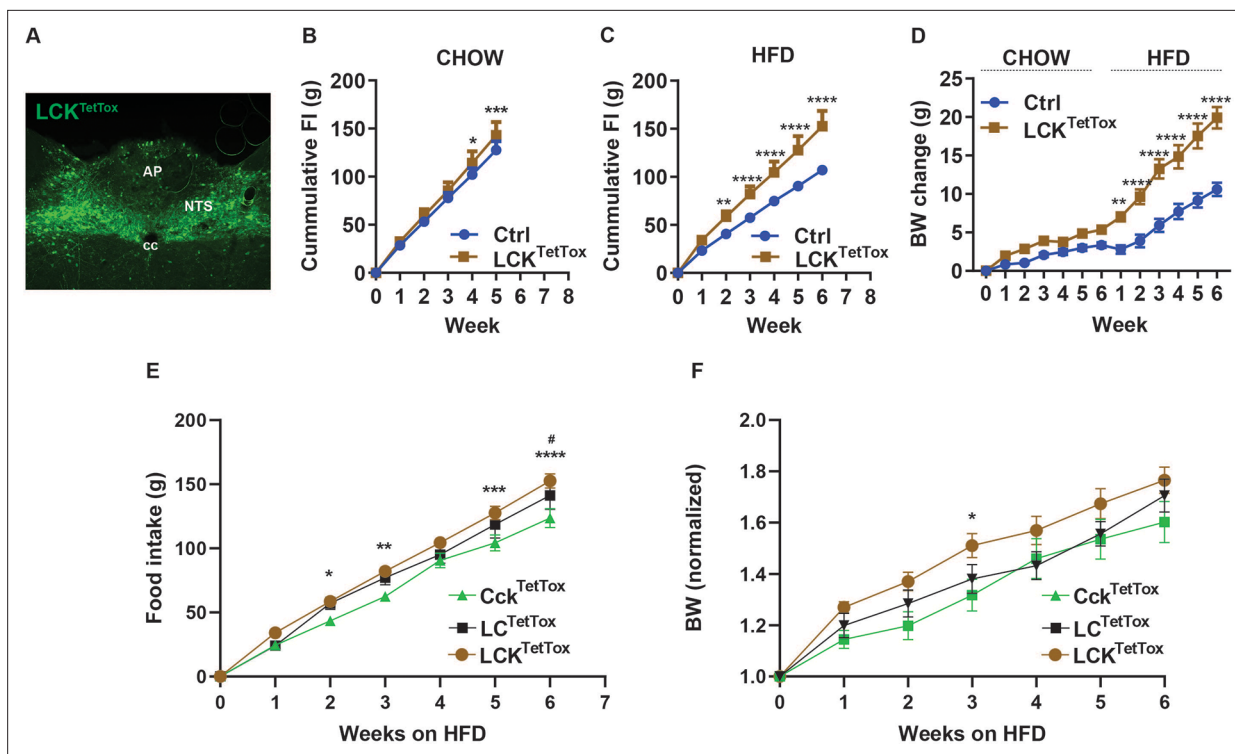 A
LCK^TetTox
AP
NTS
cc
B
CHOW
Cummulative FI (g)
200
150
100
50
0
* ***
Ctrl
LCK^TetTox
0 1 2 3 4 5 6 7 8
Week
C
HFD
Cummulative FI (g)
200
150
100
50
0
** **** **** **** ****
Ctrl
LCK^TetTox
0 1 2 3 4 5 6 7 8
Week
D
CHOW HFD
BW change (g)
25
20
15
10
5
0
Ctrl
LCK^TetTox
** **** **** **** **** ****
0 1 2 3 4 5 6 1 2 3 4 5 6
Week
E
Food intake (g)
200
150
100
50
0
#
* ** *** ****
Cck^TetTox
LC^TetTox
LCK^TetTox
0 1 2 3 4 5 6 7
Weeks on HFD
F
BW (normalized)
2.0
1.8
1.6
1.4
1.2
1.0
*
Cck^TetTox
LC^TetTox
LCK^TetTox
0 1 2 3 4 5 6
Weeks on HFD